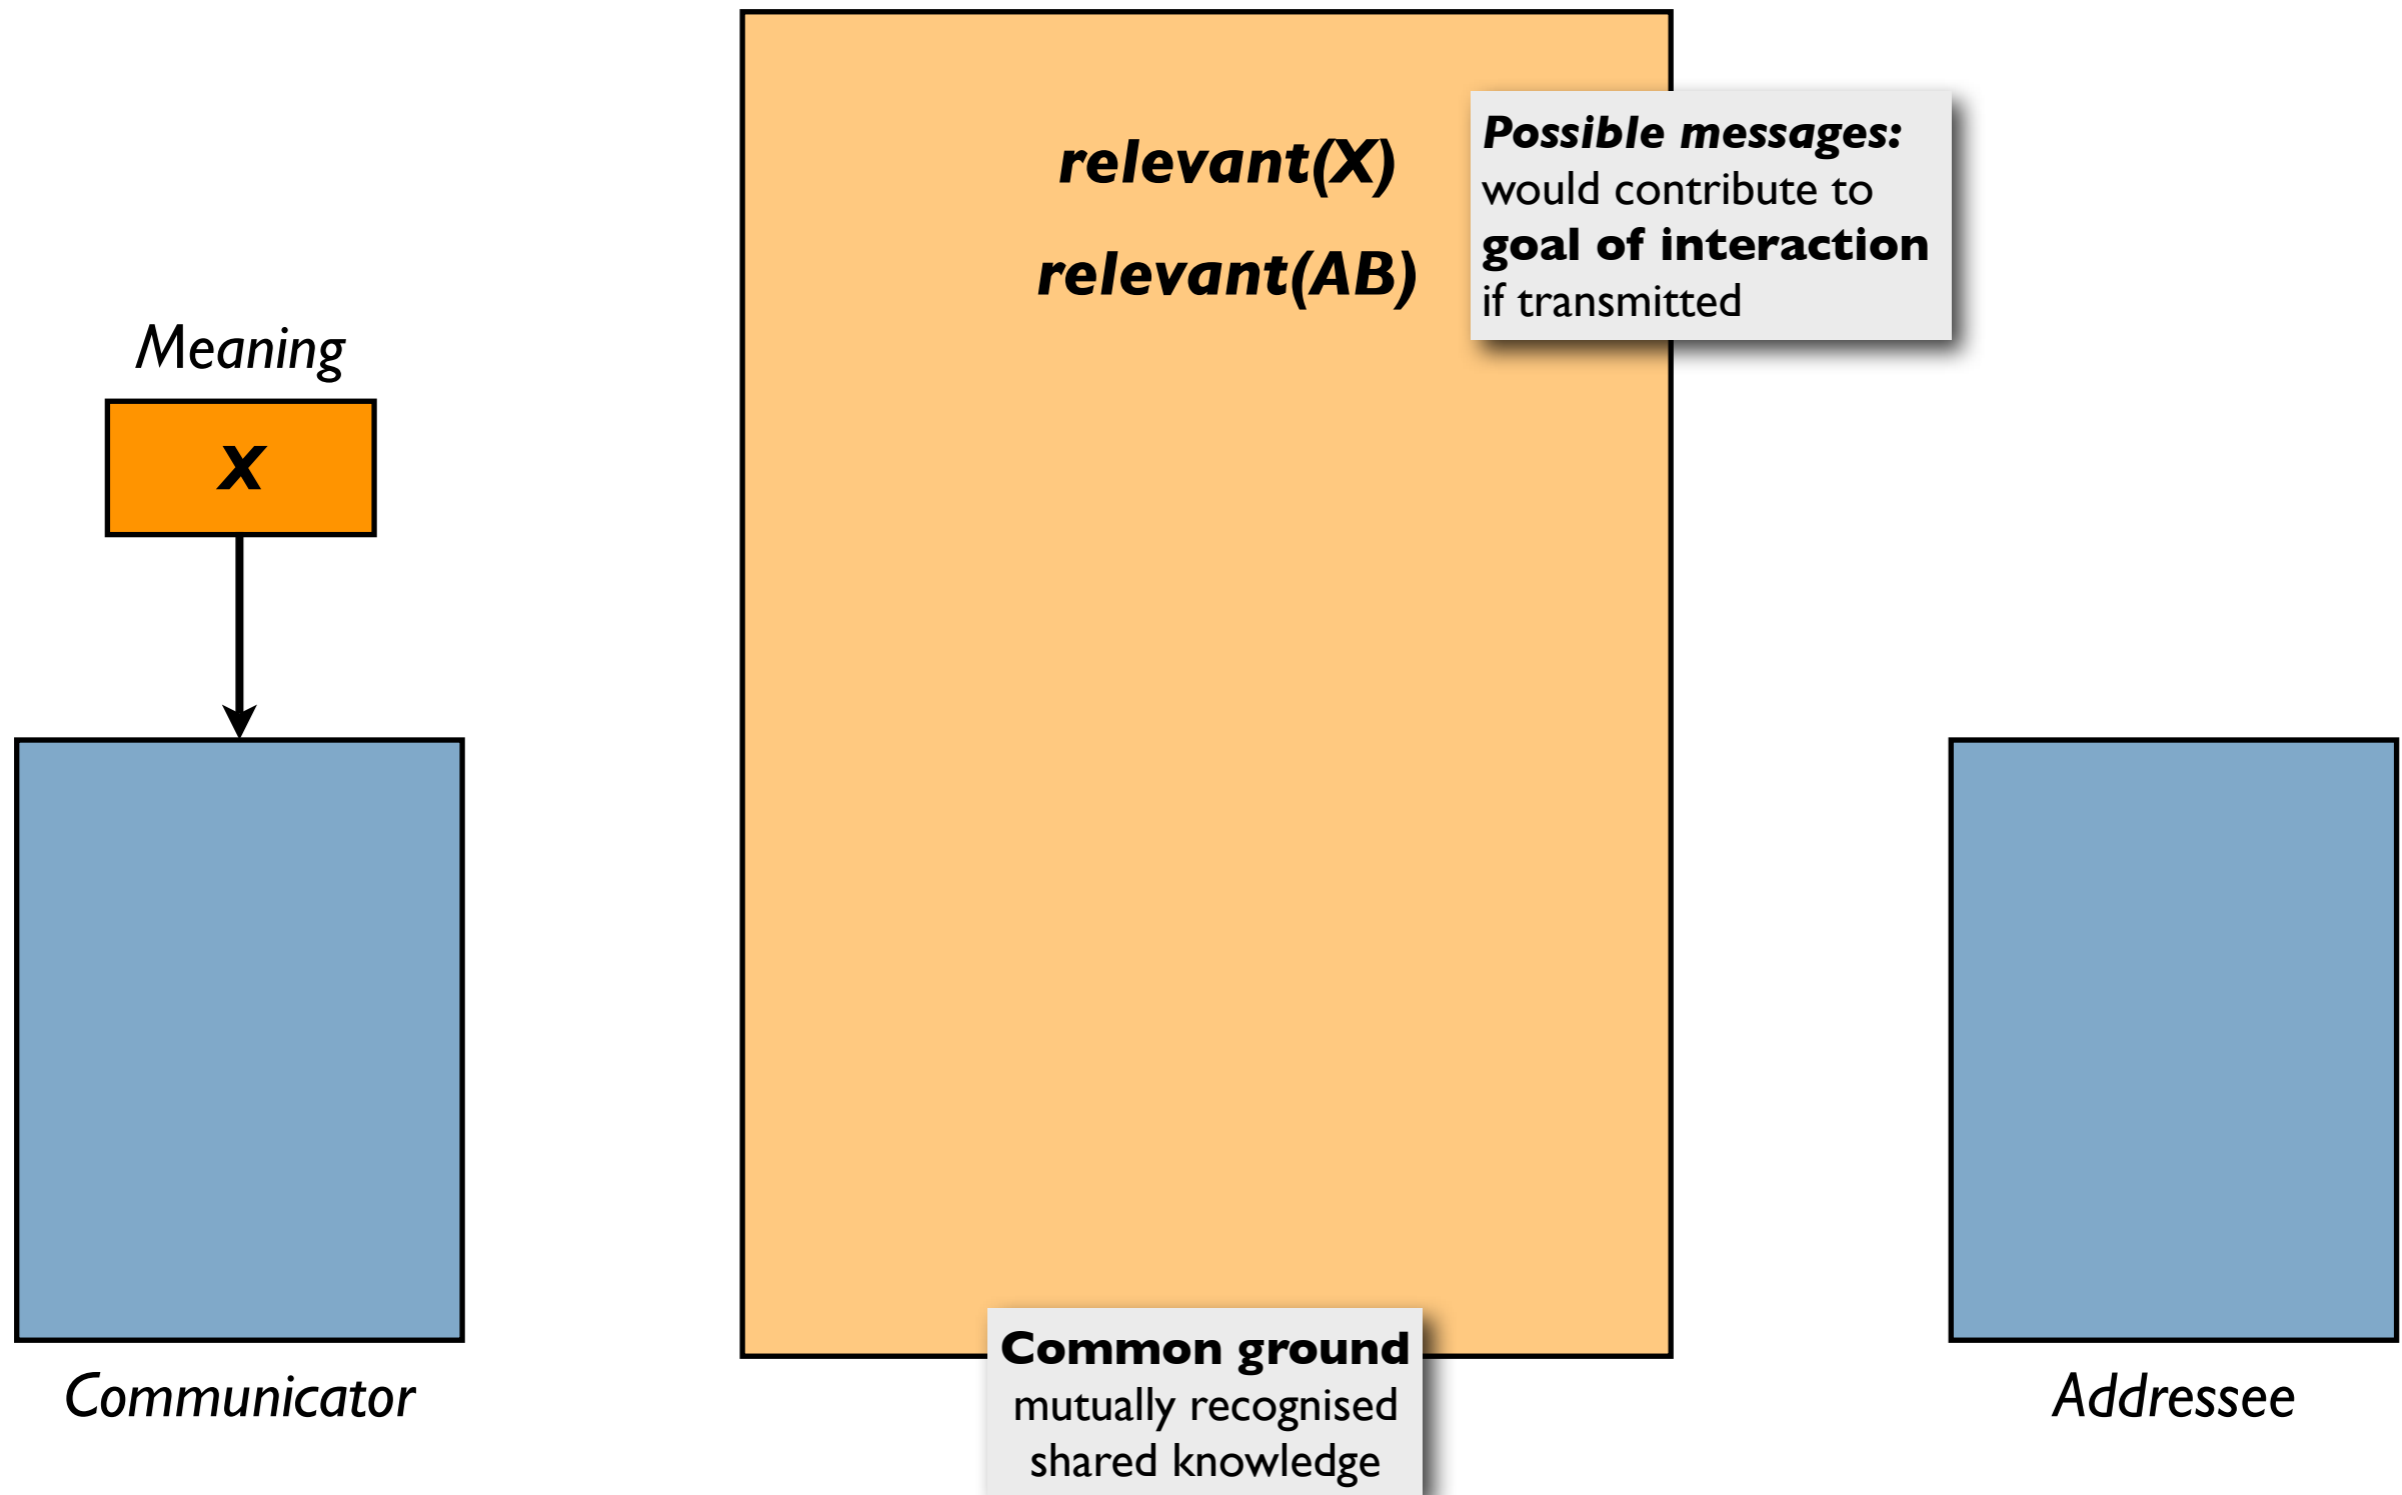 relevant(X)
relevant(AB)
Possible messages:
would contribute to
goal of interaction
if transmitted
Meaning
X
Communicator
Common ground
mutually recognised
shared knowledge
Addressee